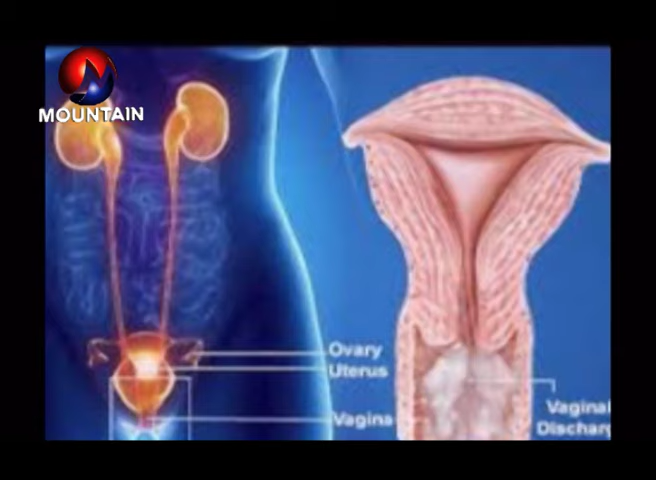 MOUNTAIN
Ovary
Uterus
Vagina
Vaginal
Discharg